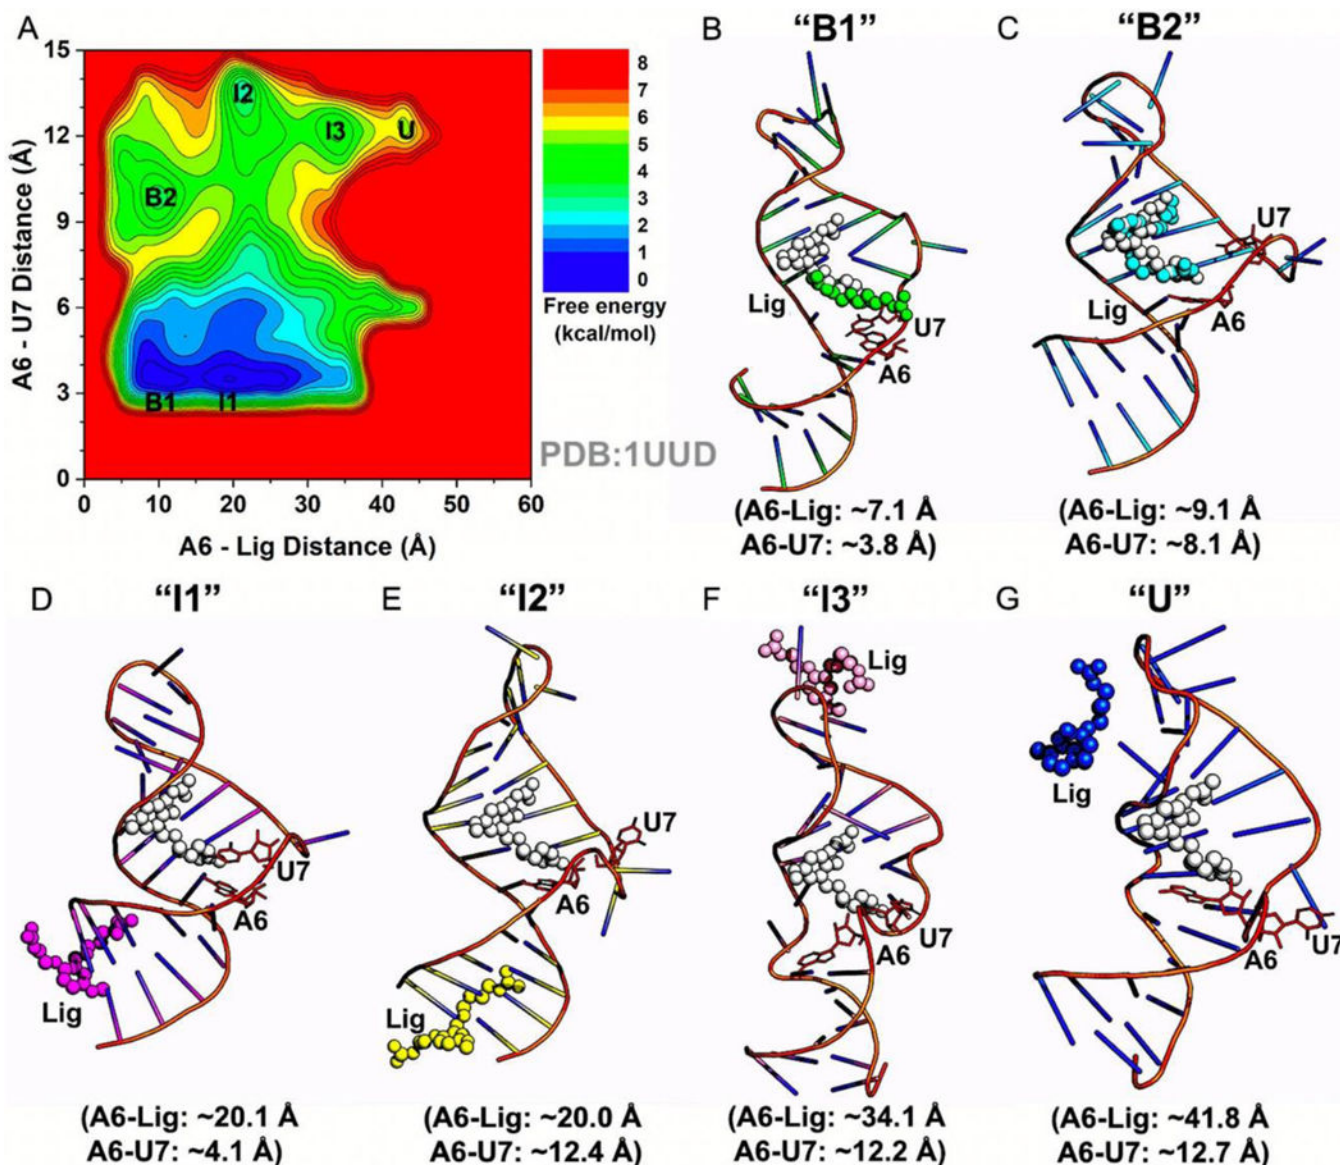 A
15
12
9
6
3
0
A6 - U7 Distance (Å)
I2
I3
U
B2
B1
I1
0 10 20 30 40 50 60
A6 - Lig Distance (Å)
8
7
6
5
4
3
2
1
0
Free energy
(kcal/mol)
PDB:1UUD
B
“B1”
Lig
U7
A6
(A6-Lig: ~7.1 Å
A6-U7: ~3.8 Å)
C
“B2”
U7
Lig
A6
(A6-Lig: ~9.1 Å
A6-U7: ~8.1 Å)
D
“I1”
U7
A6
Lig
(A6-Lig: ~20.1 Å
A6-U7: ~4.1 Å)
E
“I2”
U7
A6
Lig
(A6-Lig: ~20.0 Å
A6-U7: ~12.4 Å)
F
“I3”
Lig
A6
U7
(A6-Lig: ~34.1 Å
A6-U7: ~12.2 Å)
G
“U”
Lig
A6
U7
(A6-Lig: ~41.8 Å
A6-U7: ~12.7 Å)